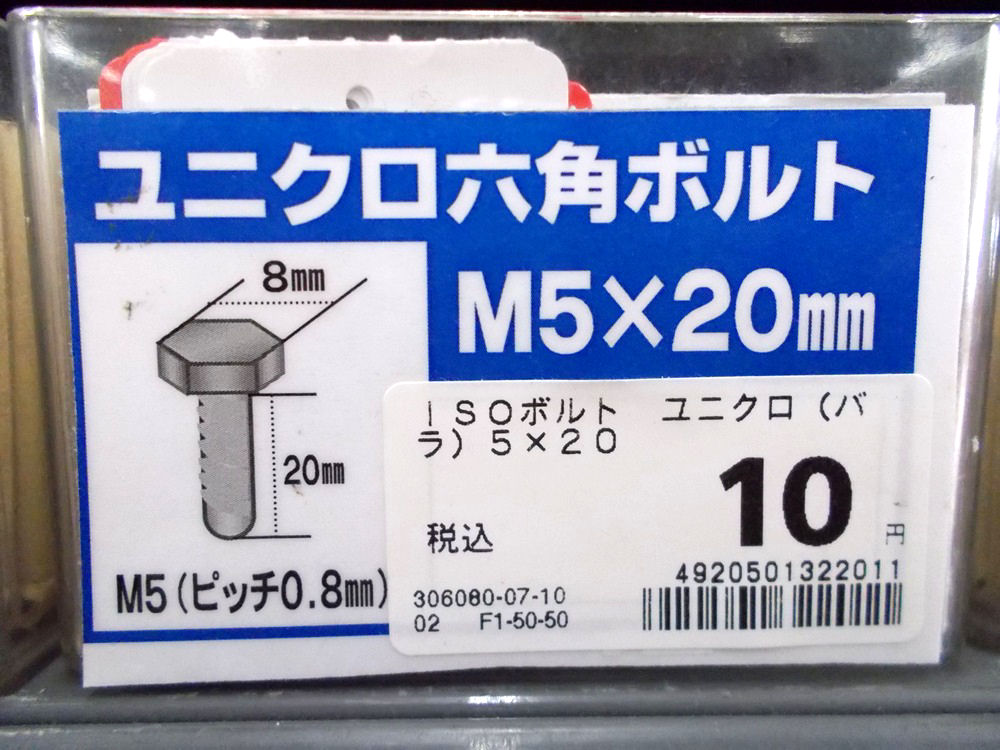 ユニクロ六角ボルト
M5×20mm
8mm
20mm
M5(ピッチ0.8mm)
ISOボルト　ユニクロ(バ
ラ)5×20
10円
税込
4920501322011
306080-07-10
02 F1-50-50